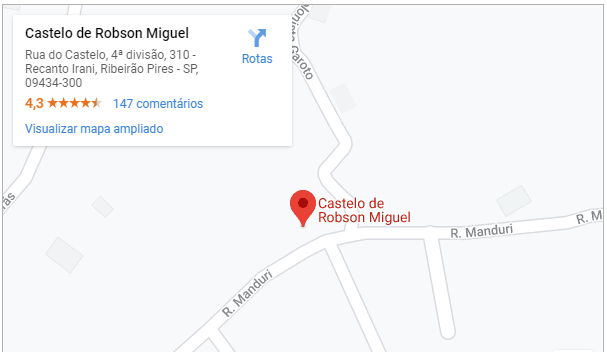 Castelo de Robson Miguel
Rua do Castelo, 4ª divisão, 310 -
Recanto Irani, Ribeirão Pires - SP,
09434-300
4,3
147 comentários
Visualizar mapa ampliado
Rotas
Garoto
Castelo de
Robson Miguel
R. Manduri
R. M
R. Manduri